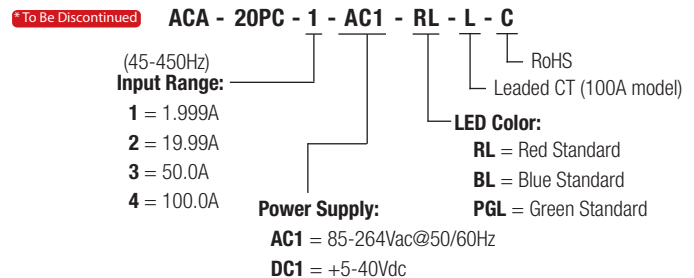 * To Be Discontinued
ACA - 20PC - 1 - AC1 - RL - L - C
RoHS
Leaded CT (100A model)
(45-450Hz)
Input Range:
1 = 1.999A
2 = 19.99A
3 = 50.0A
4 = 100.0A
LED Color:
RL = Red Standard
BL = Blue Standard
PGL = Green Standard
Power Supply:
AC1 = 85-264Vac@50/60Hz
DC1 = +5-40Vdc